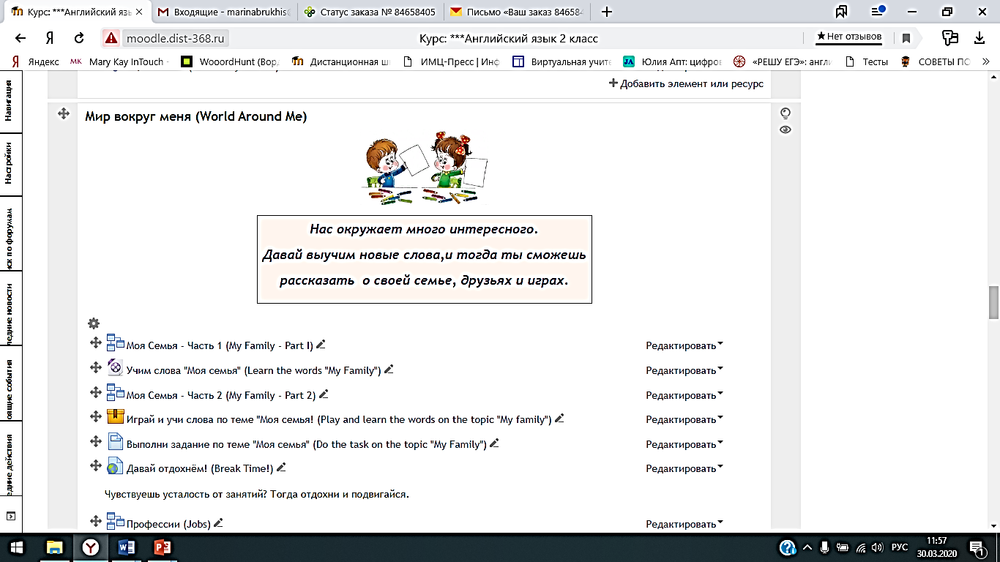 Курс: ***Английский язы
Входящие - marinabrukhis@
Статус заказа № 84658405
Письмо «Ваш заказ 84658
moodle.dist-368.ru
Курс: ***Английский язык 2 класс
Нет отзывов
Яндекс
Mary Kay InTouch -
WooordHunt (Вор
Дистанционная ш
ИМЦ-Пресс | Инф
Виртуальная учите
Юлия Апт: цифров
«РЕШУ ЕГЭ»: англи
Тесты
СОВЕТЫ ПО
Навигация
Настройки
иск по форумам
ледние новости
оящие события
едние действия
Добавить элемент или ресурс
Мир вокруг меня (World Around Me)
Нас окружает много интересного.
Давай выучим новые слова,и тогда ты сможешь
рассказать о своей семье, друзьях и играх.
Моя Семья - Часть 1 (My Family - Part I) Редактировать
Учим слова "Моя семья" (Learn the words "My Family") Редактировать
Моя Семья - Часть 2 (My Family - Part 2) Редактировать
Играй и учи слова по теме "Моя семья! (Play and learn the words on the topic "My family") Редактировать
Выполни задание по теме "Моя семья" (Do the task on the topic "My Family") Редактировать
Давай отдохнём! (Break Time!) Редактировать
Чувствуешь усталость от занятий? Тогда отдохни и подвигайся.
Профессии (Jobs) Редактировать
РУС
11:57
30.03.2020